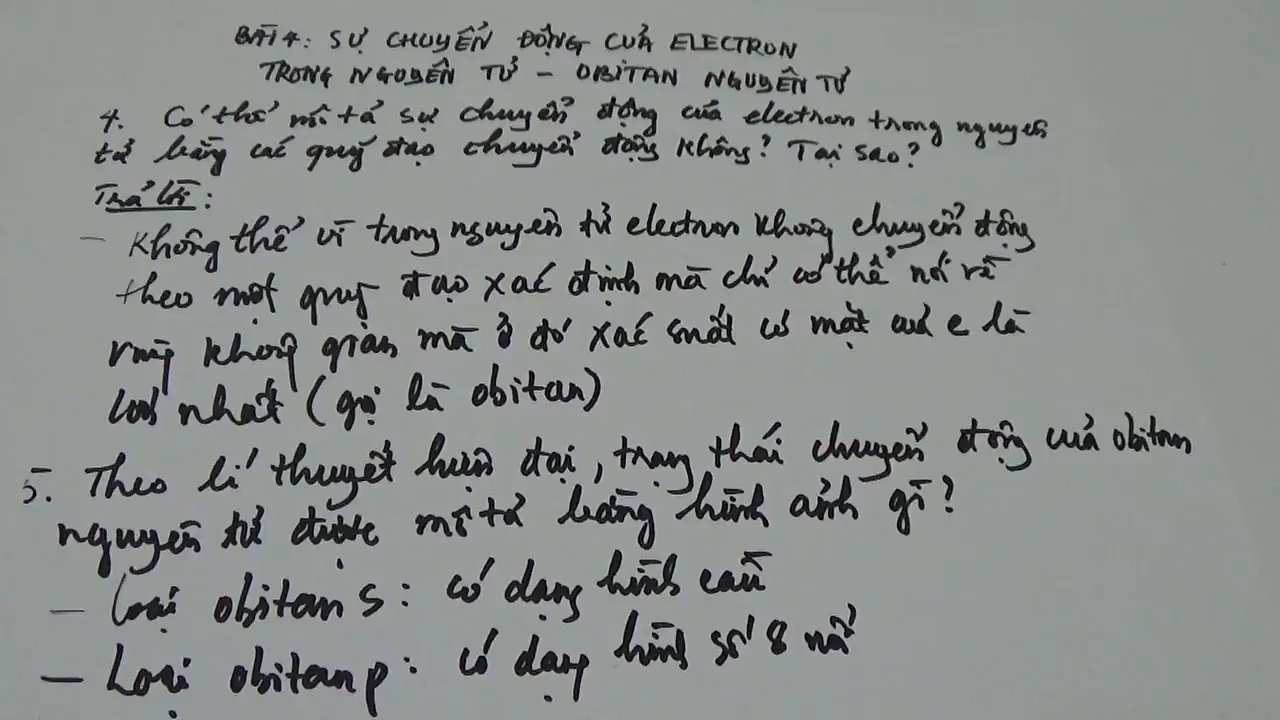 BÀI 4: SỰ CHUYỂN ĐỘNG CỦA ELECTRON
TRONG NGUYÊN TỬ - OBITAN NGUYÊN TỬ
4. Có thể mô tả sự chuyển động của electron trong nguyên
tử bằng các quỹ đạo chuyển động không? Tại sao?
Trả lời:
- Không thể vì trong nguyên tử electron không chuyển động
theo một quỹ đạo xác định mà chỉ có thể nói về
vùng không gian mà ở đó xác suất có mặt của e là
lớn nhất (gọi là obitan)
5. Theo lí thuyết hiện đại, trạng thái chuyển động của obitan
nguyên tử được mô tả bằng hình ảnh gì?
- Loại obitan s: có dạng hình cầu
- Loại obitan p: có dạng hình số 8 nổi